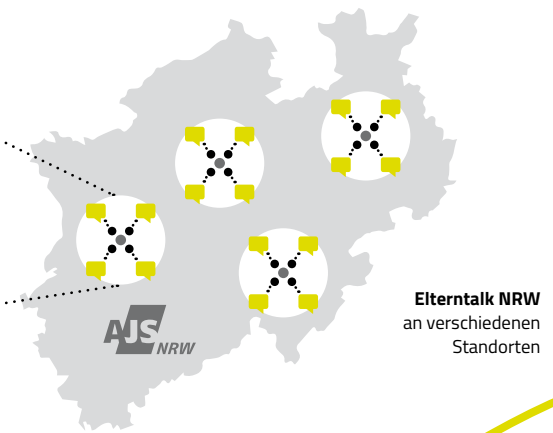 Elterntalk NRW
an verschiedenen
Standorten
AJS
NRW